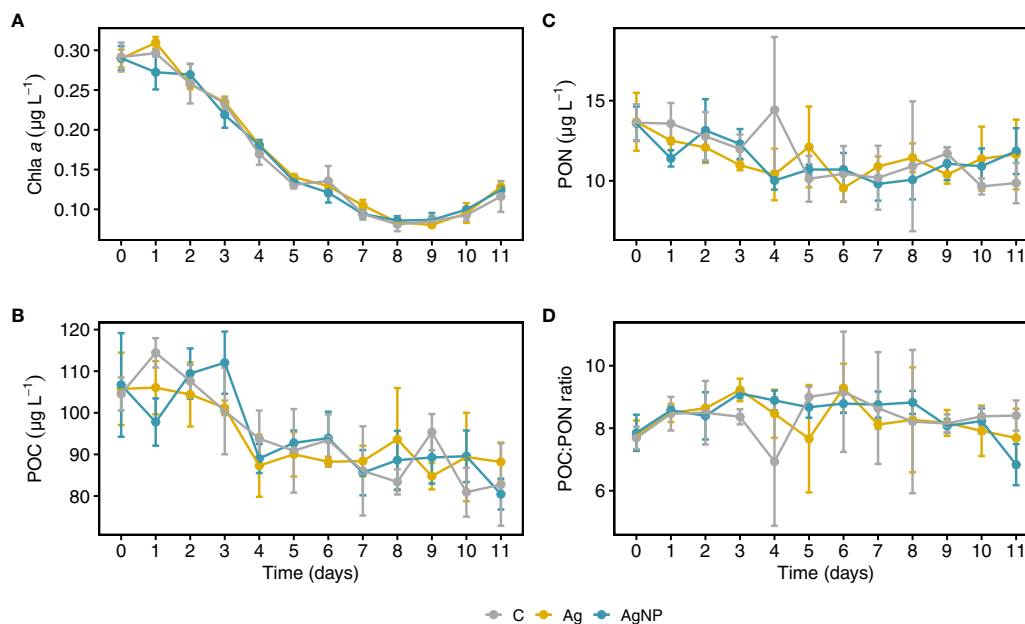 A
Chla a (µg L⁻¹)
0.30
0.25
0.20
0.15
0.10
0 1 2 3 4 5 6 7 8 9 10 11
B
POC (µg L⁻¹)
120
110
100
90
80
0 1 2 3 4 5 6 7 8 9 10 11
Time (days)
C
PON (µg L⁻¹)
15
10
0 1 2 3 4 5 6 7 8 9 10 11
D
POC:PON ratio
10
8
6
0 1 2 3 4 5 6 7 8 9 10 11
Time (days)
C Ag AgNP